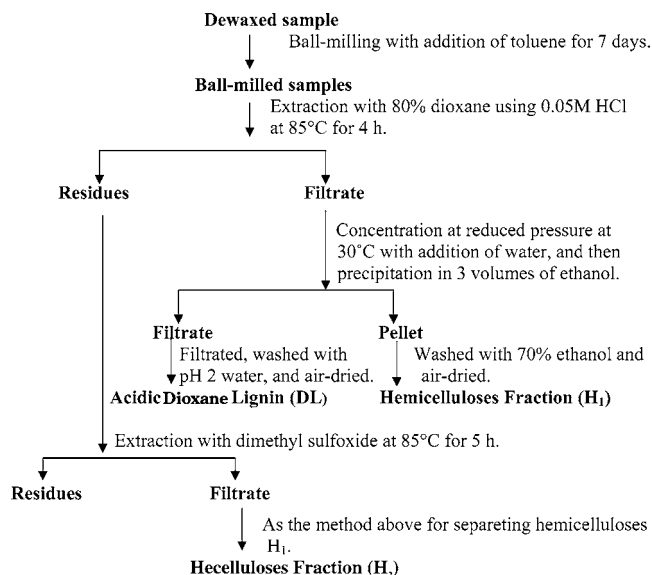 Dewaxed sample
Ball-milling with addition of toluene for 7 days.
Ball-milled samples
Extraction with 80% dioxane using 0.05M HCl
at 85°C for 4 h.
Residues
Filtrate
Concentration at reduced pressure at
30°C with addition of water, and then
precipitation in 3 volumes of ethanol.
Filtrate
Pellet
Filtrated, washed with
pH 2 water, and air-dried.
Washed with 70% ethanol and
air-dried.
Acidic Dioxane Lignin (DL)
Hemicelluloses Fraction (H₁)
Extraction with dimethyl sulfoxide at 85°C for 5 h.
Residues
Filtrate
As the method above for separeting hemicelluloses
H₁.
Hecelluloses Fraction